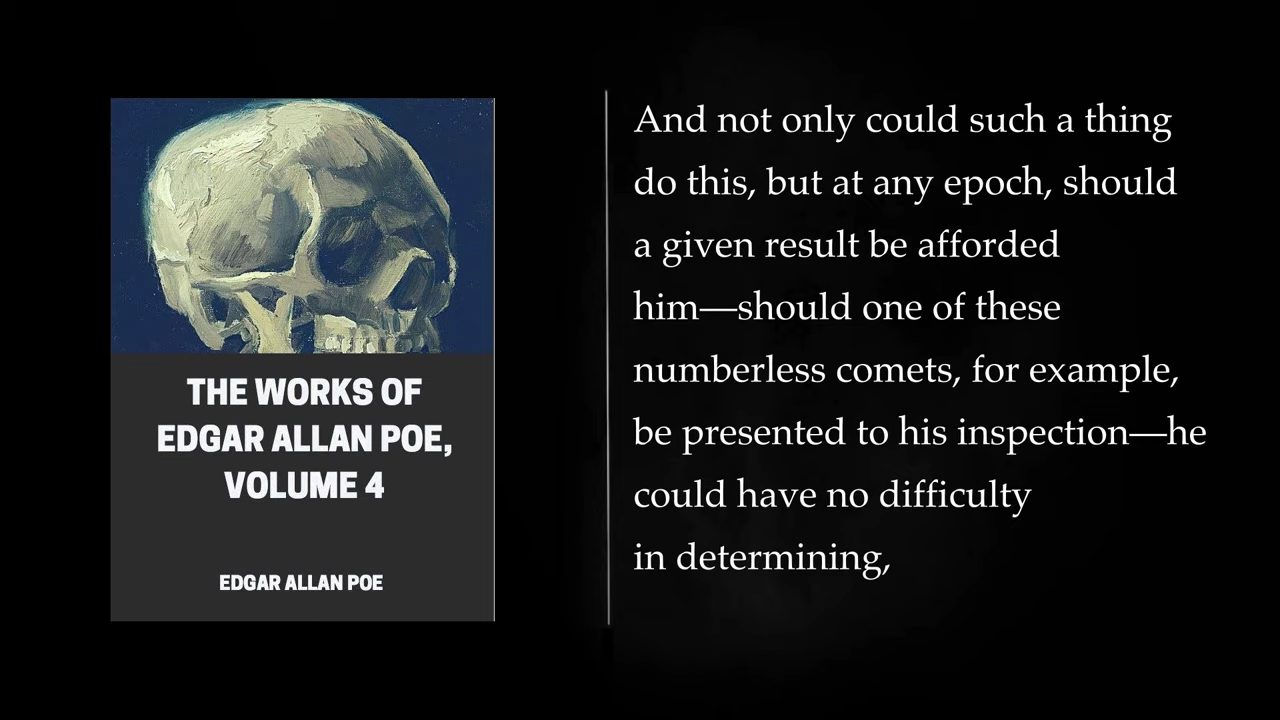 THE WORKS OF
EDGAR ALLAN POE,
VOLUME 4
EDGAR ALLAN POE
And not only could such a thing
do this, but at any epoch, should
a given result be afforded
him—should one of these
numberless comets, for example,
be presented to his inspection—he
could have no difficulty
in determining,